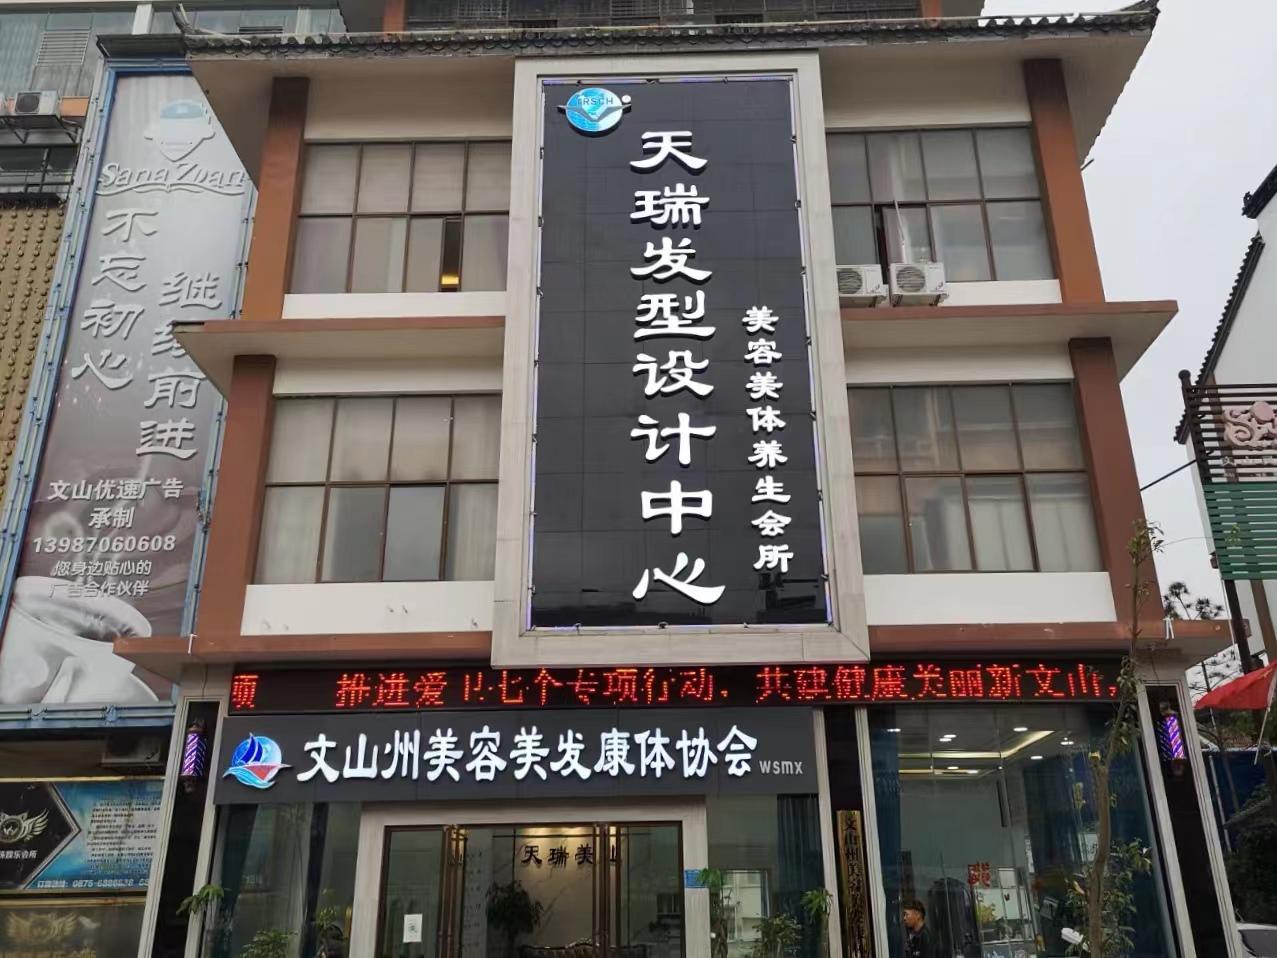 TRSCH
天瑞发型设计中心
美容美体养生会所
Sana Zuan
不忘初心
继续前进
文山优速广告
承制
13987060608
您身边贴心的
广告合作伙伴
顷 推进爱卫七个专项行动，共建健康美丽新文山，
文山州美容美发康体协会 wsmx
天瑞美业